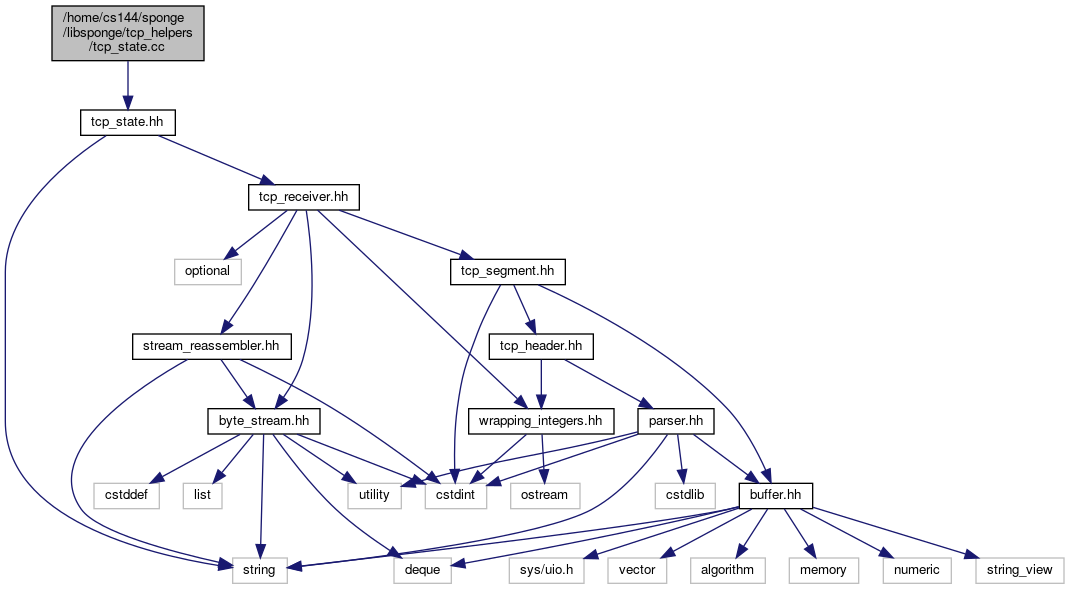 /home/cs144/sponge
/libsponge/tcp_helpers
/tcp_state.cc
tcp_state.hh
tcp_receiver.hh
optional
tcp_segment.hh
stream_reassembler.hh
tcp_header.hh
byte_stream.hh
wrapping_integers.hh
parser.hh
cstddef
list
utility
cstdint
ostream
cstdlib
buffer.hh
string
deque
sys/uio.h
vector
algorithm
memory
numeric
string_view